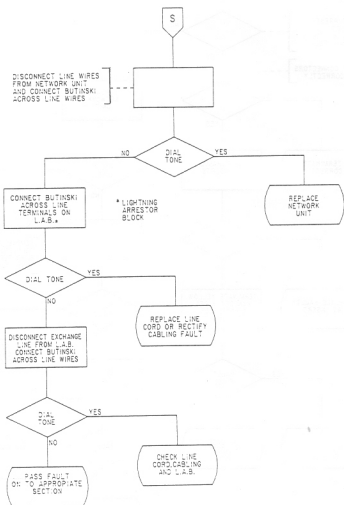 S
DISCONNECT LINE WIRES
FROM NETWORK UNIT
AND CONNECT BUTINSKI
ACROSS LINE WIRES
DIAL
TONE
NO
YES
CONNECT BUTINSKI
ACROSS LINE
TERMINALS ON
L.A.B.*
* LIGHTNING
ARRESTOR
BLOCK
REPLACE
NETWORK
UNIT
DIAL TONE
YES
NO
REPLACE LINE
CORD OR RECTIFY
CABLING FAULT
DISCONNECT EXCHANGE
LINE FROM L.A.B.
CONNECT BUTINSKI
ACROSS LINE WIRES
DIAL
TONE
YES
NO
CHECK LINE
CORD,CABLING
AND L.A.B.
PASS FAULT
ON TO APPROPIATE
SECTION